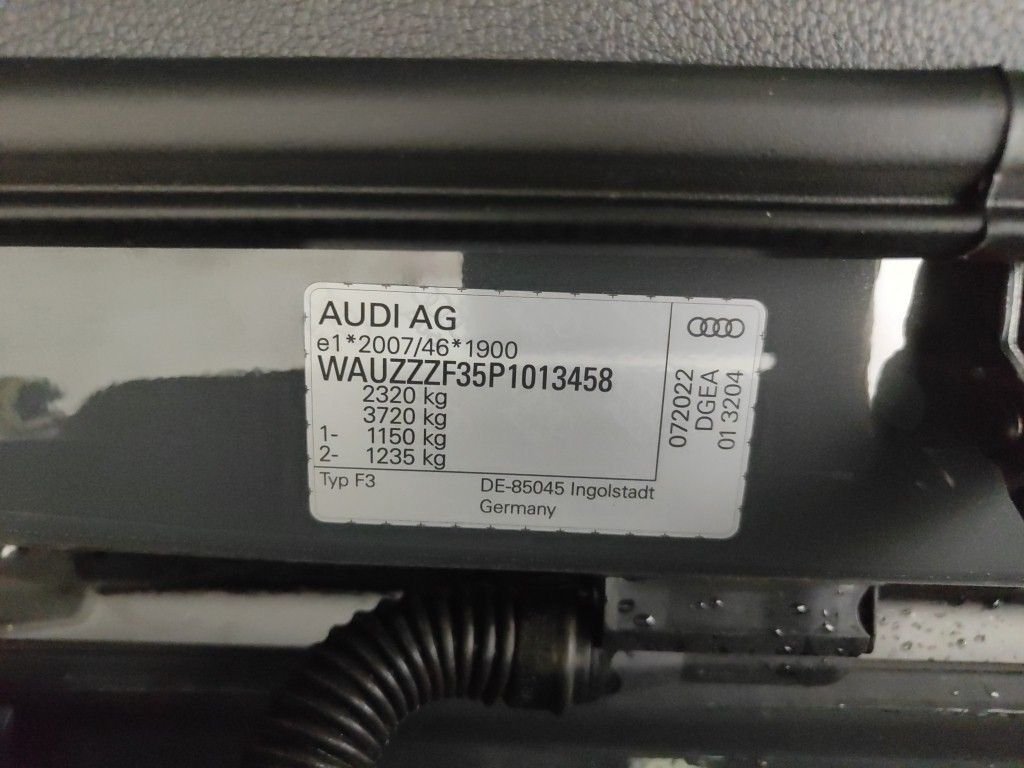 AUDI AG
e1*2007/46*1900
WAUZZZF35P1013458
2320 kg
3720 kg
1- 1150 kg
2- 1235 kg
Typ F3
DE-85045 Ingolstadt
Germany
072022
DGEA
01 3204